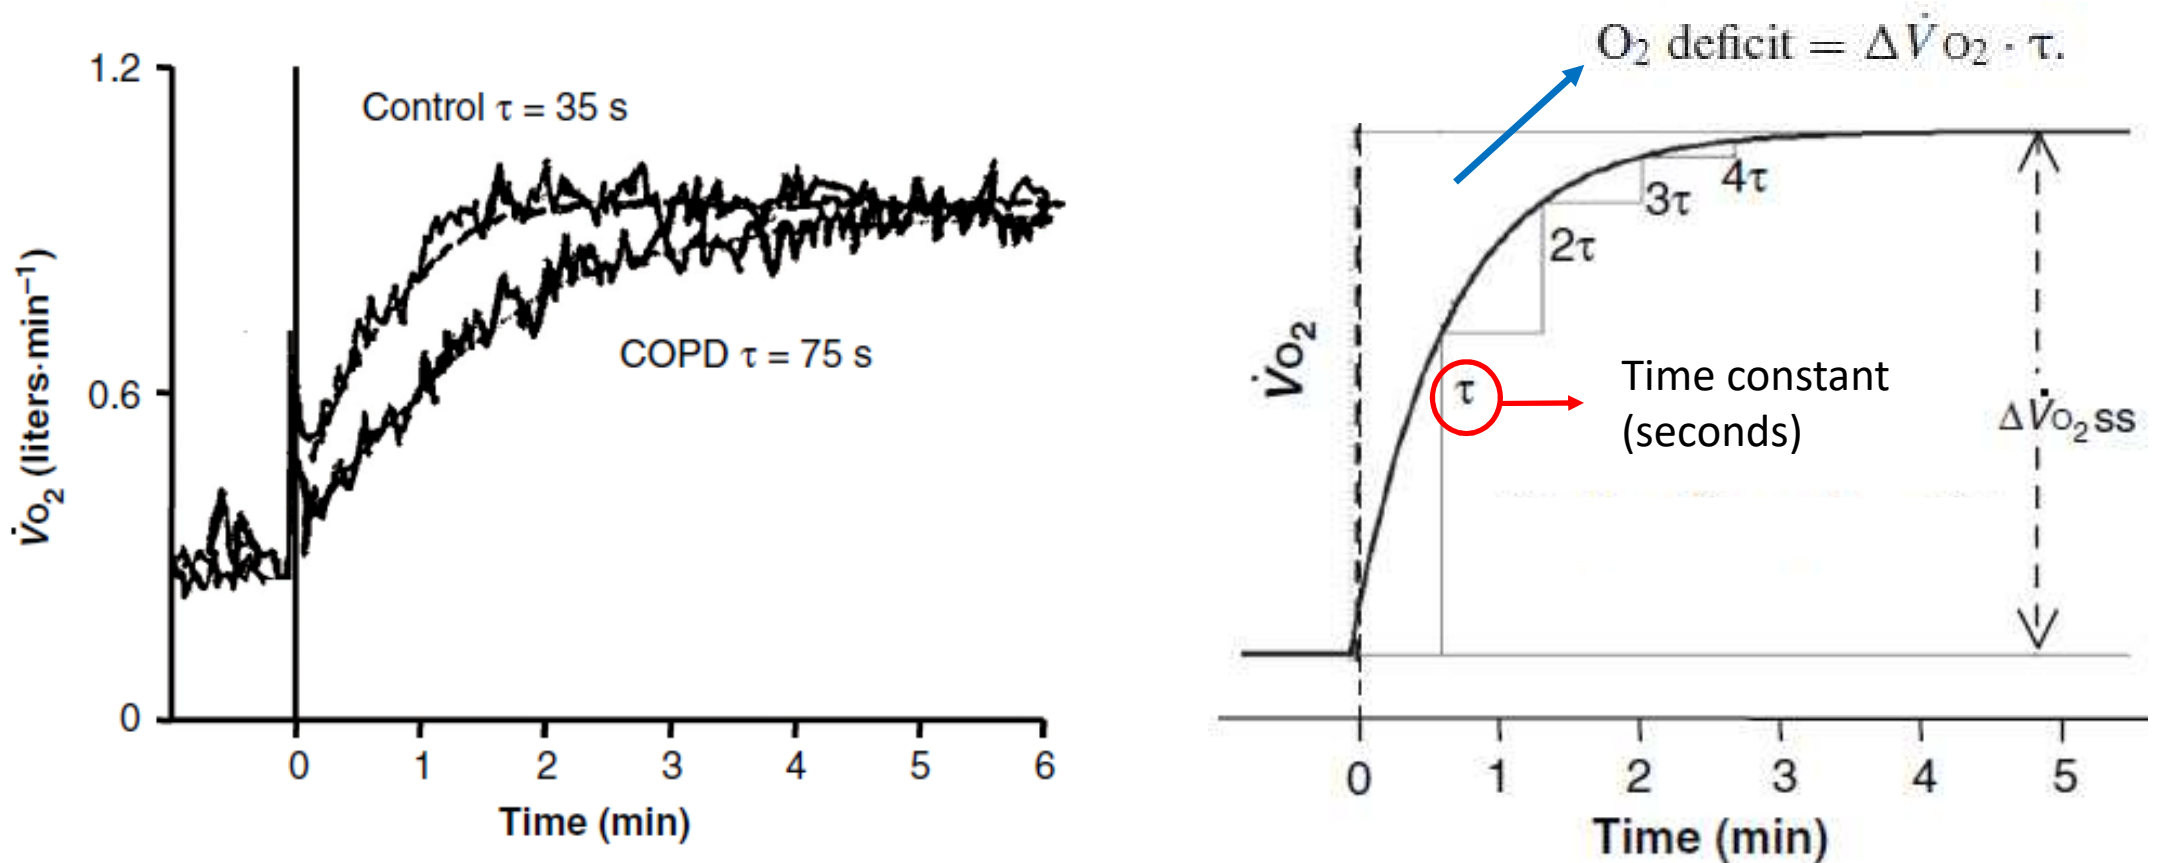 1.2
Control τ = 35 s
0.6
COPD τ = 75 s
0
V̇O₂ (liters·min⁻¹)
0 1 2 3 4 5 6
Time (min)
O₂ deficit = ΔV̇O₂ · τ.
4τ
3τ
2τ
τ
Time constant
(seconds)
V̇O₂
ΔV̇O₂ss
0 1 2 3 4 5
Time (min)